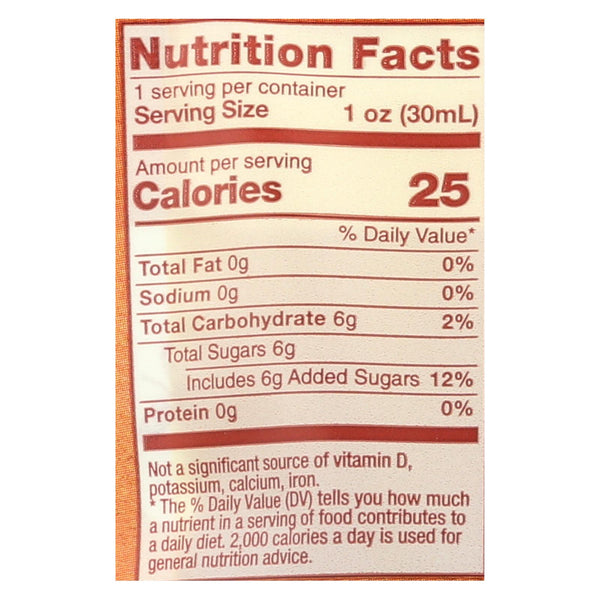 Nutrition Facts
1 serving per container
Serving Size 1 oz (30mL)
Amount per serving
Calories 25
% Daily Value*
Total Fat 0g 0%
Sodium 0g 0%
Total Carbohydrate 6g 2%
Total Sugars 6g
Includes 6g Added Sugars 12%
Protein 0g 0%
Not a significant source of vitamin D,
potassium, calcium, iron.
* The % Daily Value (DV) tells you how much
a nutrient in a serving of food contributes to
a daily diet. 2,000 calories a day is used for
general nutrition advice.